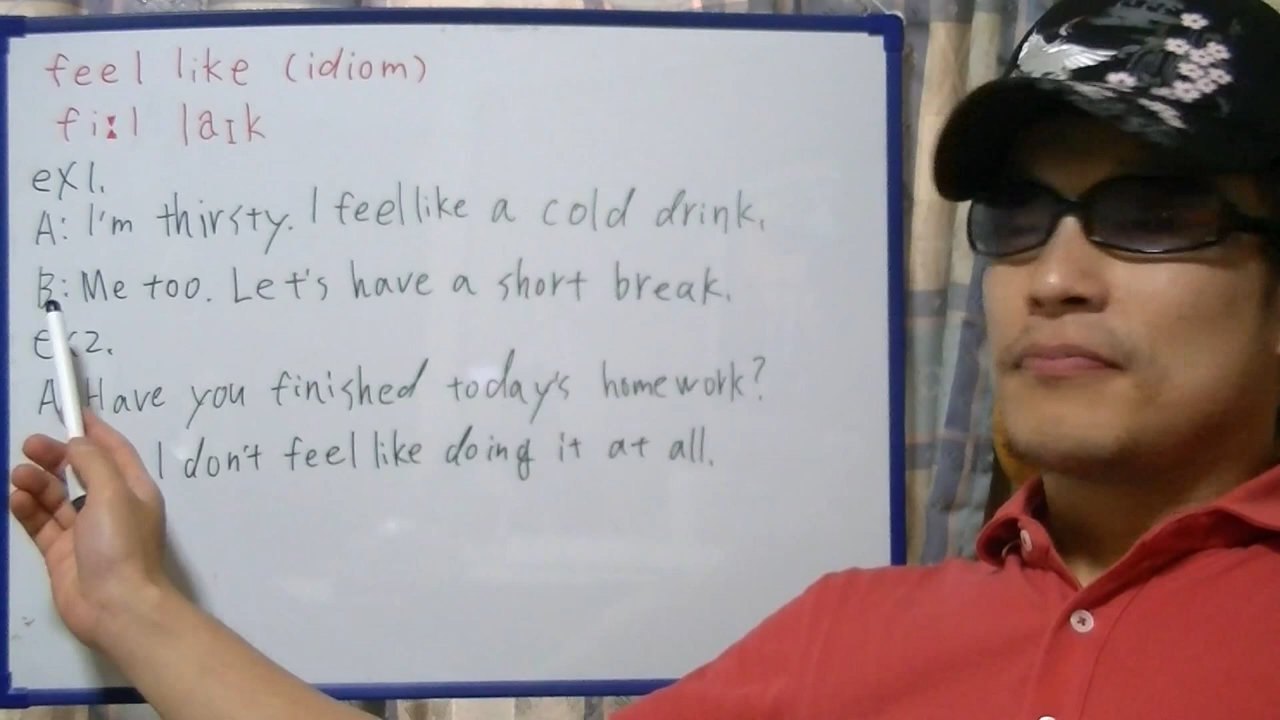 feel like (idiom)
fiːl laɪk
ex1.
A: I'm thirsty. I feel like a cold drink.
B: Me too. Let's have a short break.
ex2.
A Have you finished today's homework?
I don't feel like doing it at all.